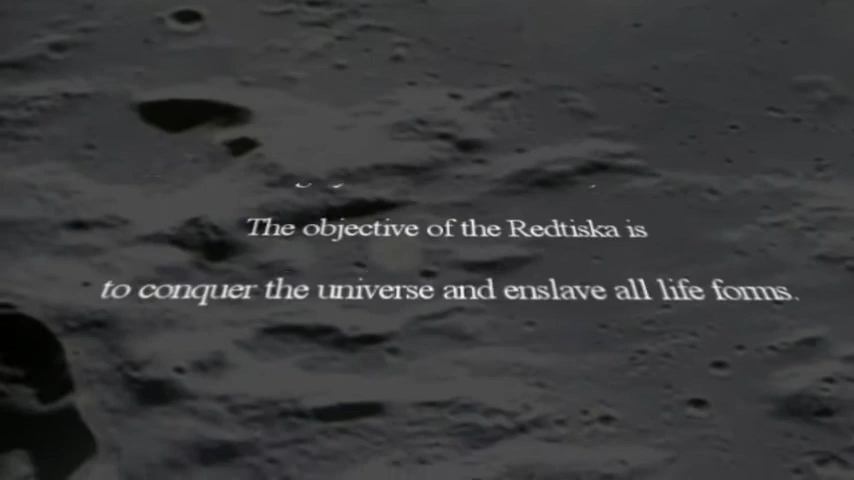 The objective of the Redtiska is
to conquer the universe and enslave all life forms.